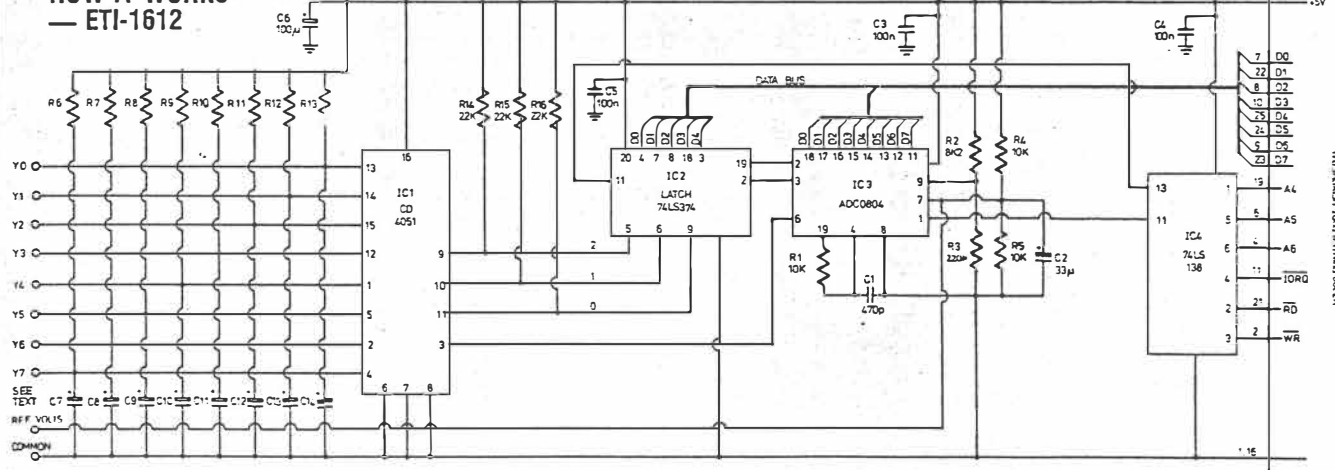 — ETI-1612
C6
100µ
+5V
C3
100n
C4
100n
C5
100n
R6
R7
R8
R9
R10
R11
R12
R13
R14
22K
R15
22K
R16
22K
DATA BUS
D0
D1
D2
D3
D4
20 4 7 8 18 3
11
19
2
IC2
LATCH
74LS374
5 6 9
D0
D1
D2
D3
D4
D5
D6
D7
18 17 16 15 14 13 12 11
2
3
6
9
7
1
IC3
ADC0804
19 4 8
R1
10K
C1
470p
R2
8K2
R4
10K
R3
R5
10K
C2
33µ
7 D0
22 D1
8 D2
10 D3
25 D4
24 D5
D6
23 D7
13
11
IC4
74LS
138
1 19 A4
5 A5
6 A6
4 11 IORQ
2 RD
3 2 WR
Y0
Y1
Y2
Y3
Y4
Y5
Y6
Y7
16
13
14
15
12
1
5
2
4
IC1
CD
4051
9
10
11
3
6 7 8
2
1
0
SEE
TEXT
C7
C8
C9
C10
C11
C12
C13
C14
REF VOLTS
COMMON